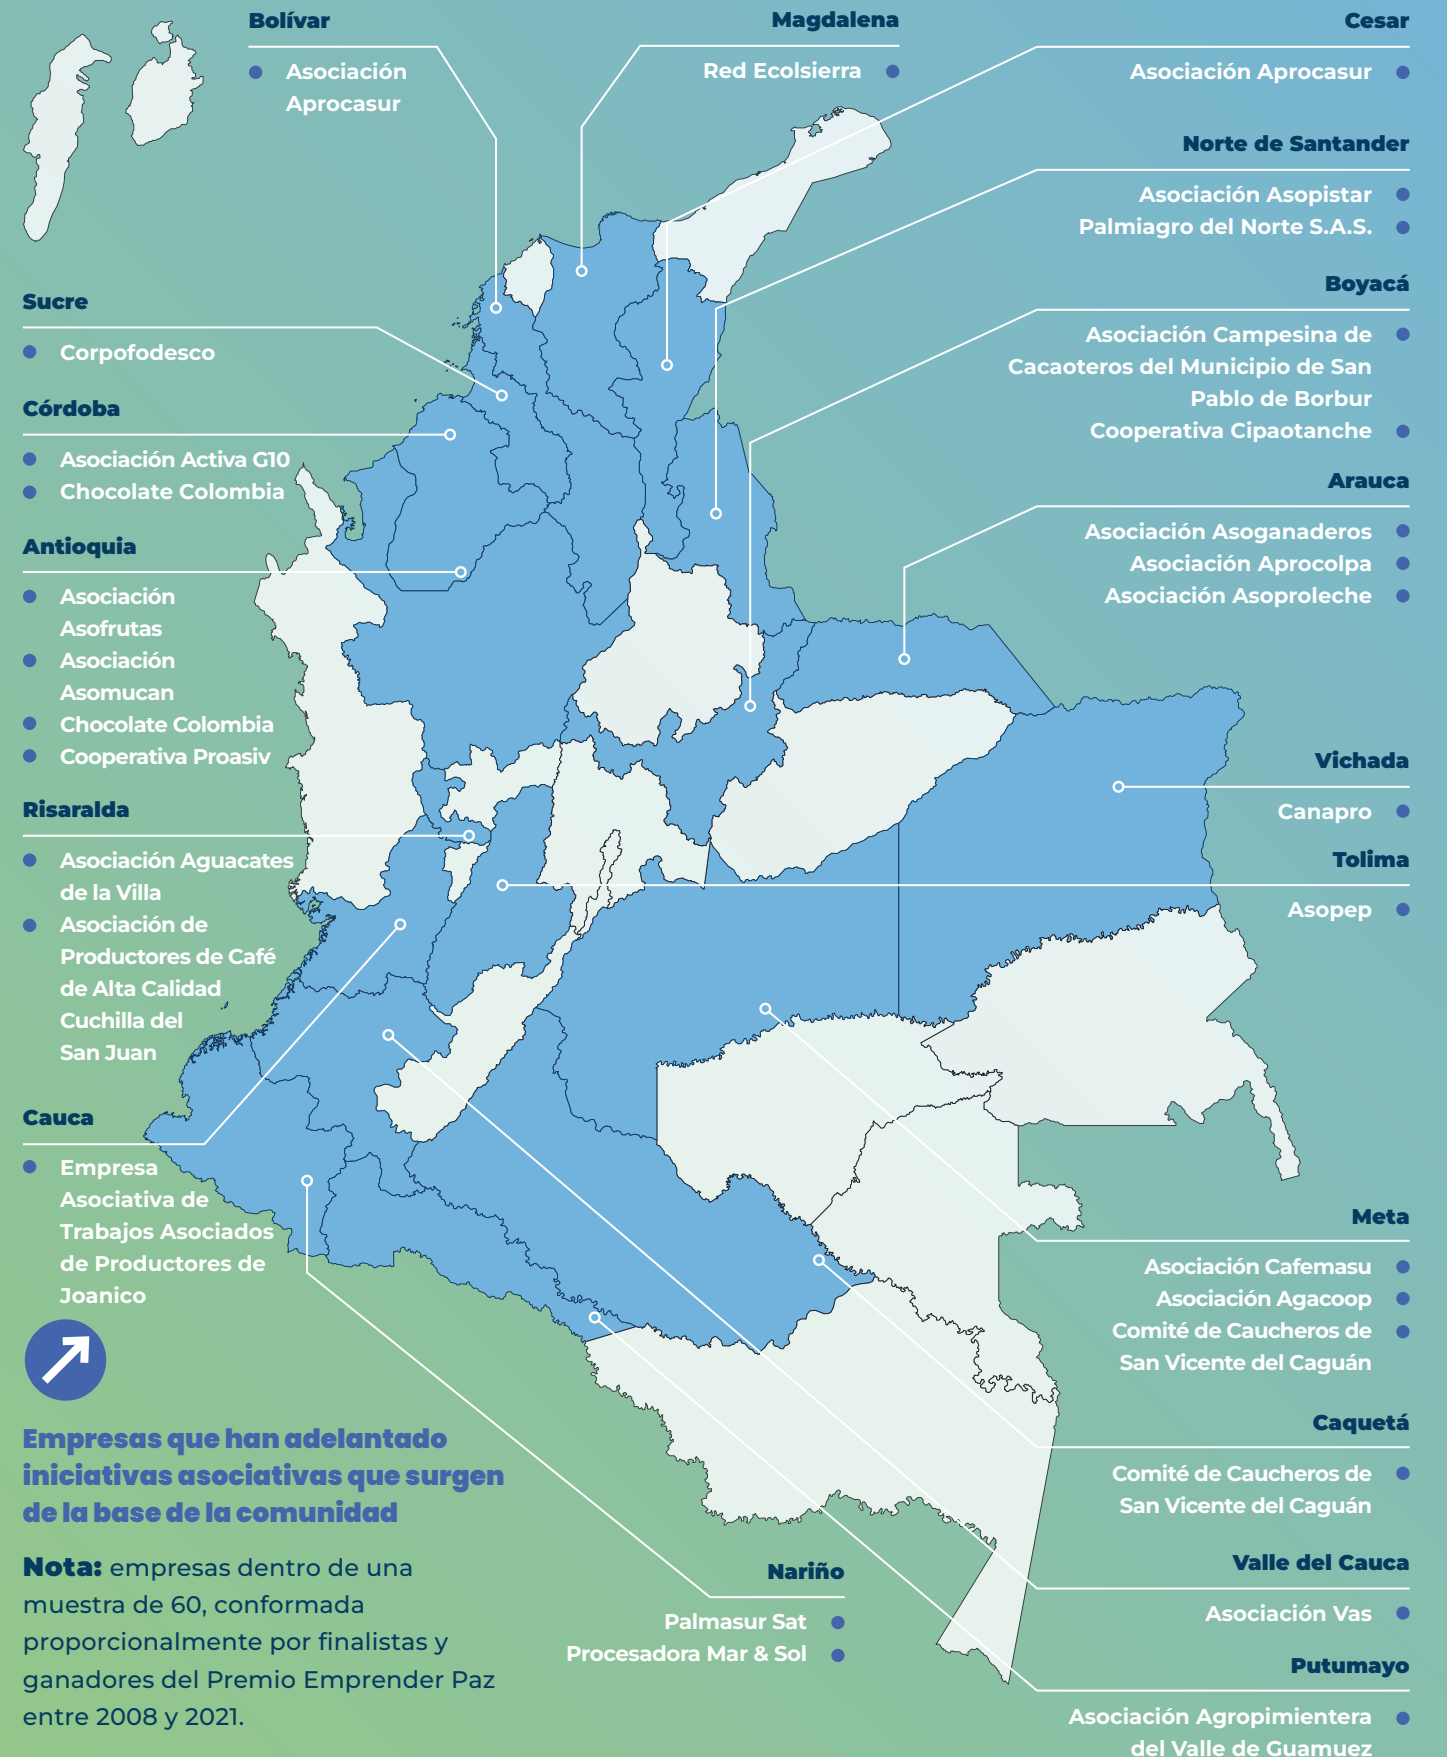 Bolívar
Asociación
Aprocasur
Magdalena
Red Ecolsierra
Cesar
Asociación Aprocasur
Norte de Santander
Asociación Asopistar
Palmiagro del Norte S.A.S.
Boyacá
Asociación Campesina de
Cacaoteros del Municipio de San
Pablo de Borbur
Cooperativa Cipaotanche
Arauca
Asociación Asoganaderos
Asociación Aprocolpa
Asociación Asoproleche
Vichada
Canapro
Tolima
Asopep
Meta
Asociación Cafemasu
Asociación Agacoop
Comité de Caucheros de
San Vicente del Caguán
Caquetá
Comité de Caucheros de
San Vicente del Caguán
Valle del Cauca
Asociación Vas
Putumayo
Asociación Agropimientera
del Valle de Guamuez
Sucre
Corpofodesco
Córdoba
Asociación Activa G10
Chocolate Colombia
Antioquia
Asociación
Asofrutas
Asociación
Asomucan
Chocolate Colombia
Cooperativa Proasiv
Risaralda
Asociación Aguacates
de la Villa
Asociación de
Productores de Café
de Alta Calidad
Cuchilla del
San Juan
Cauca
Empresa
Asociativa de
Trabajos Asociados
de Productores de
Joanico
Nariño
Palmasur Sat
Procesadora Mar & Sol
Empresas que han adelantado
iniciativas asociativas que surgen
de la base de la comunidad
Nota: empresas dentro de una
muestra de 60, conformada
proporcionalmente por finalistas y
ganadores del Premio Emprender Paz
entre 2008 y 2021.